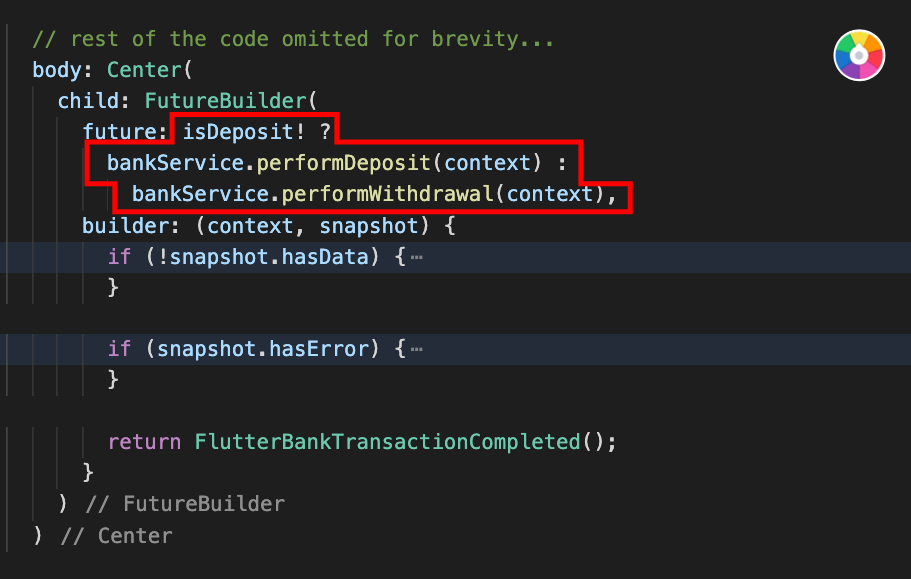 // rest of the code omitted for brevity...
body: Center(
child: FutureBuilder(
future: isDeposit! ?
bankService.performDeposit(context) :
bankService.performWithdrawal(context),
builder: (context, snapshot) {
if (!snapshot.hasData) {⋯
}
if (snapshot.hasError) {⋯
}
return FlutterBankTransactionCompleted();
}
) // FutureBuilder
) // Center